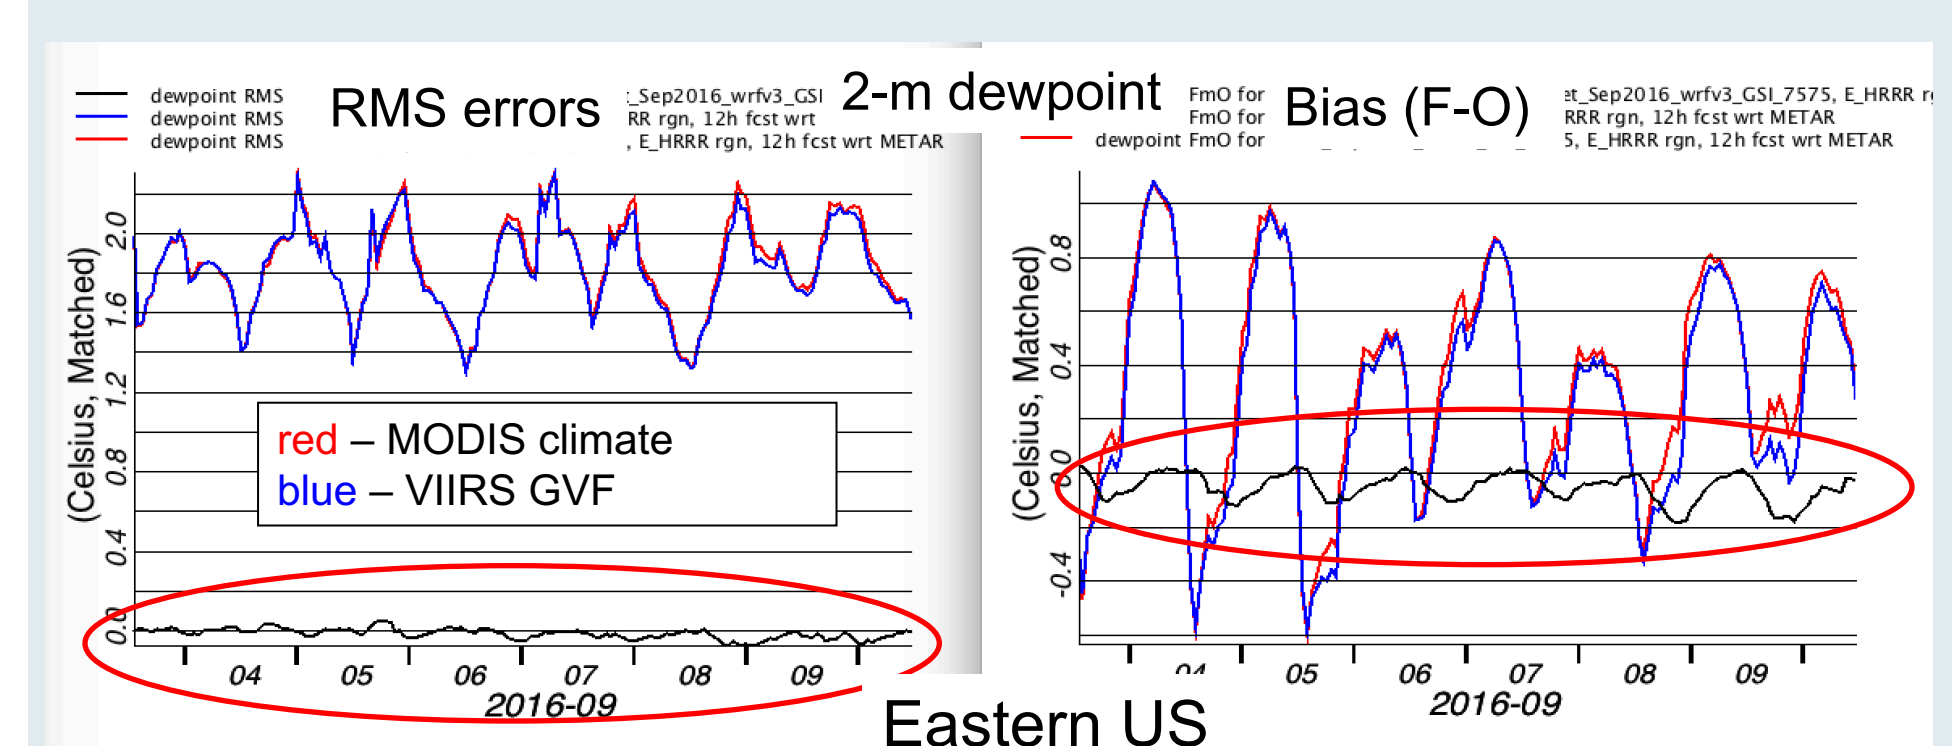 2-m dewpoint
RMS errors
Bias (F-O)
dewpoint RMS
dewpoint RMS
dewpoint RMS
_Sep2016_wrfv3_GSI
RR rgn, 12h fcst wrt
, E_HRRR rgn, 12h fcst wrt METAR
FmO for
FmO for
dewpoint FmO for
et_Sep2016_wrfv3_GSI_7575, E_HRRR
RRR rgn, 12h fcst wrt METAR
5, E_HRRR rgn, 12h fcst wrt METAR
(Celsius, Matched)
2.0
1.6
1.2
0.8
0.4
0.0
red – MODIS climate
blue – VIIRS GVF
04 05 06 07 08 09
2016-09
(Celsius, Matched)
0.8
0.4
0.0
-0.4
04 05 06 07 08 09
2016-09
Eastern US